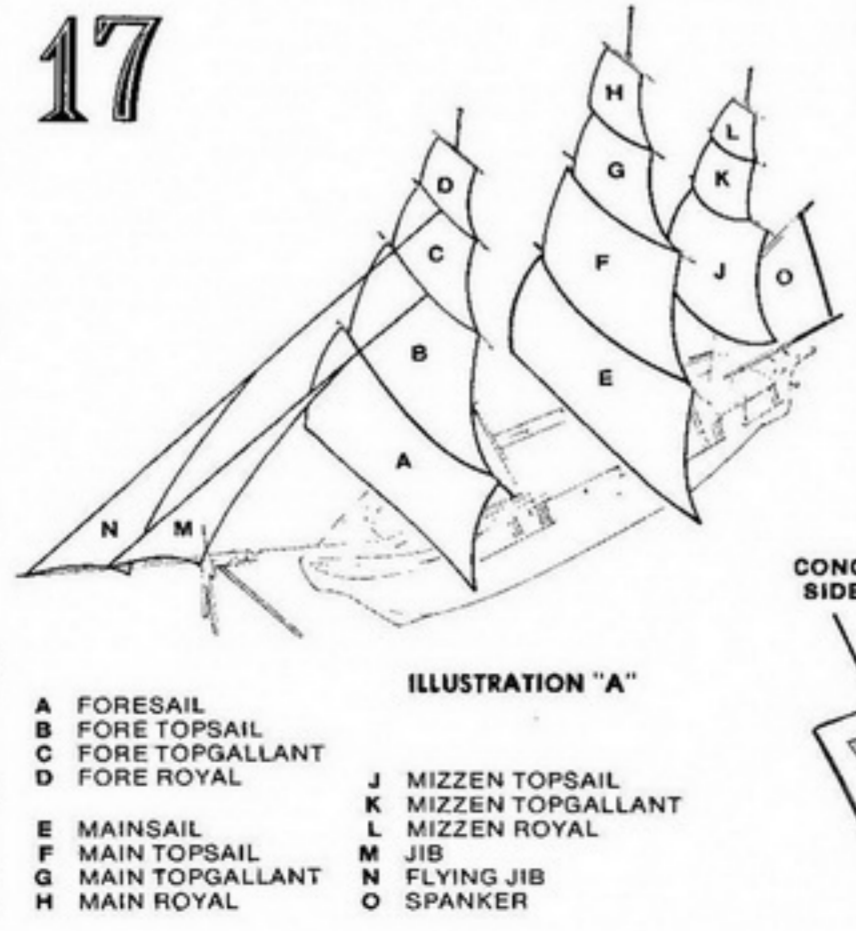 17
H
L
G
K
D
C
F
J
O
B
E
A
N
M
ILLUSTRATION "A"
A FORESAIL
B FORE TOPSAIL
C FORE TOPGALLANT
D FORE ROYAL
E MAINSAIL
F MAIN TOPSAIL
G MAIN TOPGALLANT
H MAIN ROYAL
J MIZZEN TOPSAIL
K MIZZEN TOPGALLANT
L MIZZEN ROYAL
M JIB
N FLYING JIB
O SPANKER
SIDE